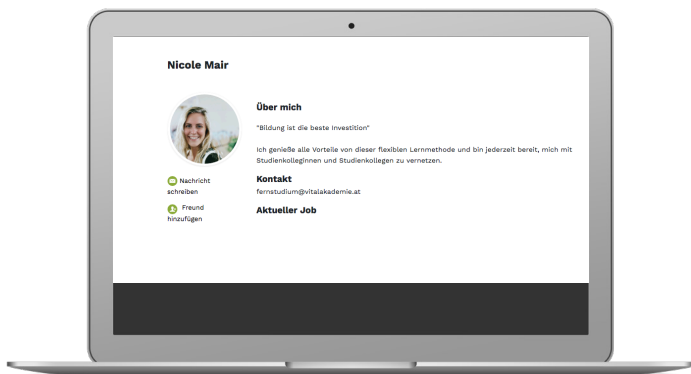 Nicole Mair
Über mich
"Bildung ist die beste Investition"
Ich genieße alle Vorteile von dieser flexiblen Lernmethode und bin jederzeit bereit, mich mit
Studienkolleginnen und Studienkollegen zu vernetzen.
Nachricht
schreiben
Kontakt
fernstudium@vitalakademie.at
Freund
hinzufügen
Aktueller Job